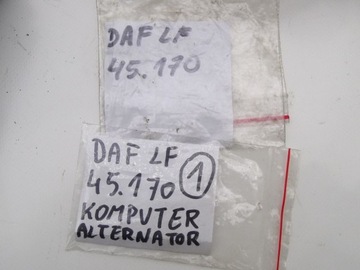 DAF LF
45.170
DAF LF
45.170 1
KOMPUTER
ALTERNATOR